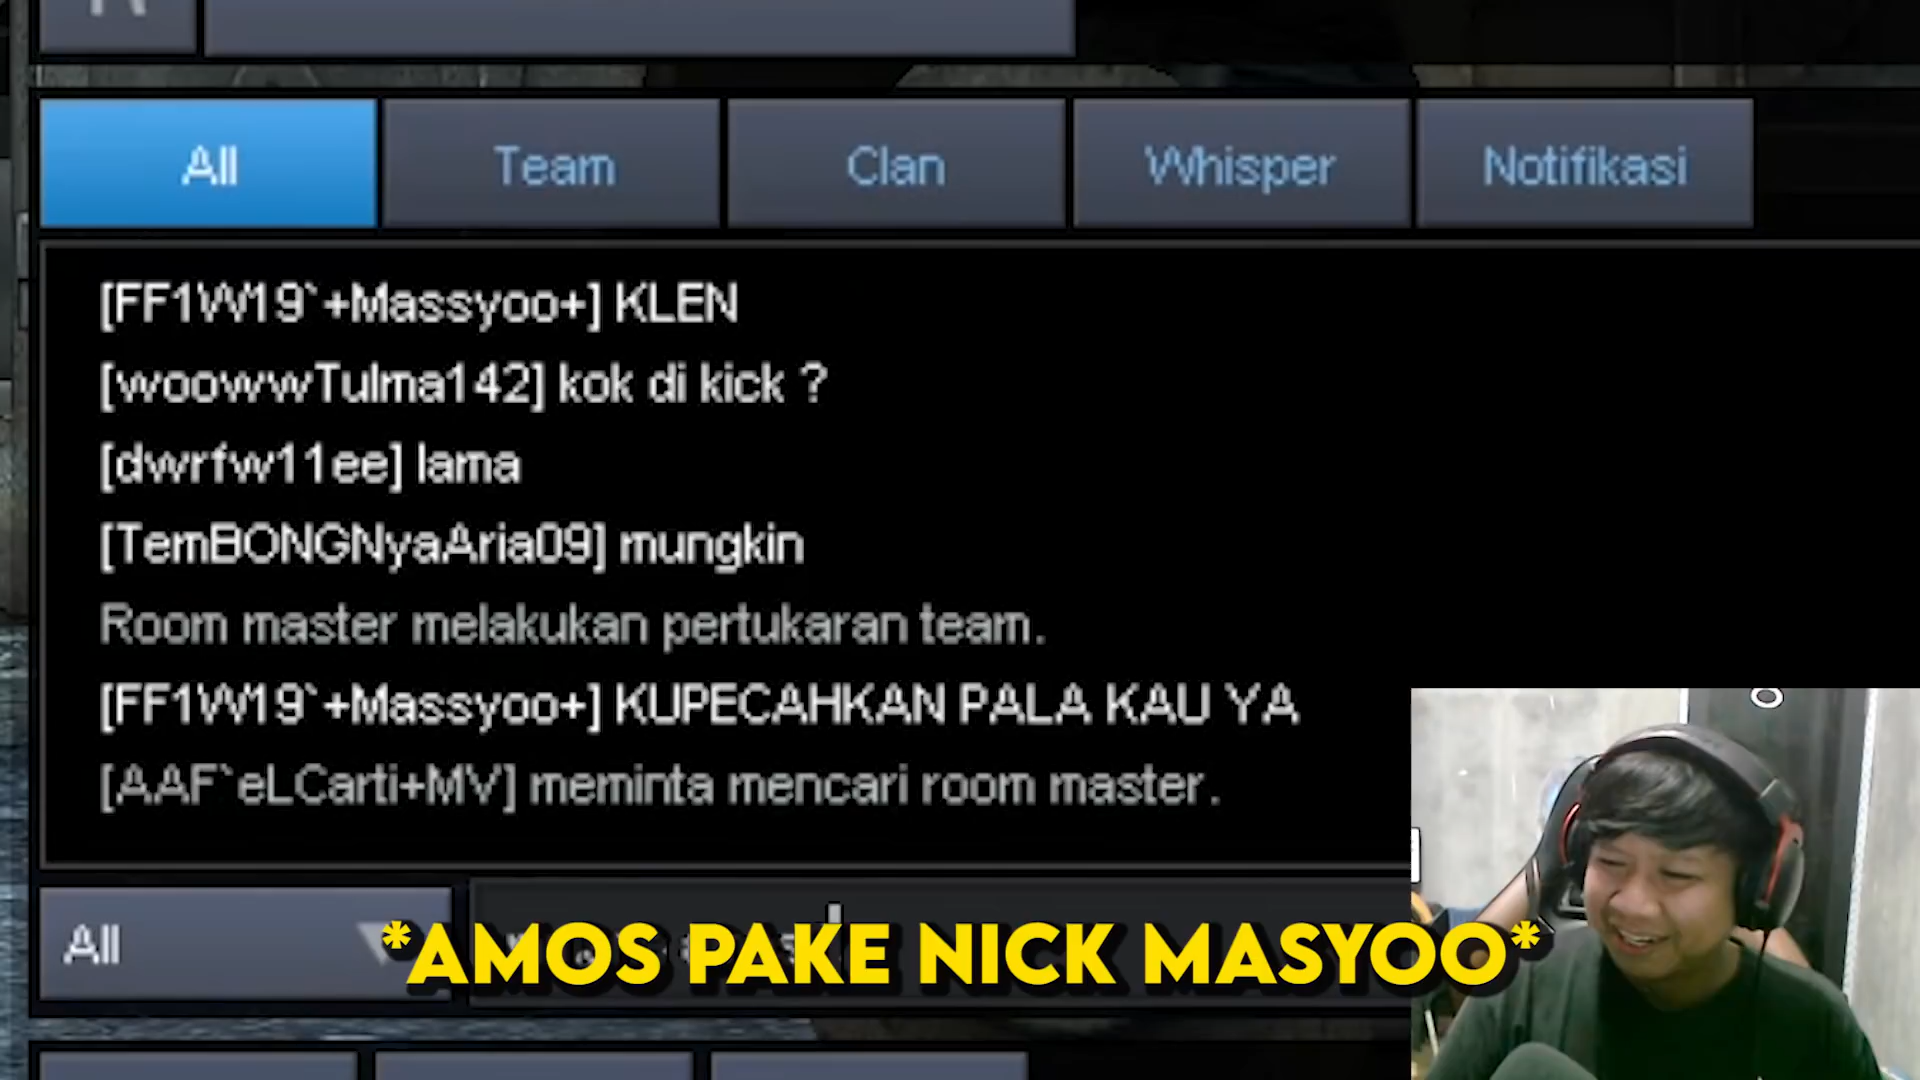 All Team Clan Whisper Notifikasi
[FF1W19`+Massyoo+] KLEN
[woowwTulma142] kok di kick ?
[dwrfw11ee] lama
[TemBONGNyaAria09] mungkin
Room master melakukan pertukaran team.
[FF1W19`+Massyoo+] KUPECAHKAN PALA KAU YA
[AAF`eLCarti+MV] meminta mencari room master.
All
*AMOS PAKE NICK MASYOO*